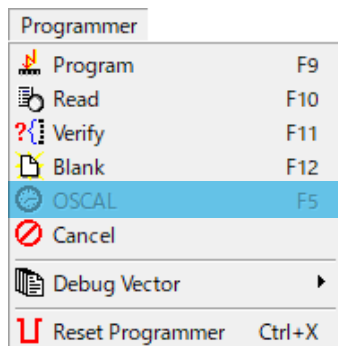 Programmer
Program F9
Read F10
Verify F11
Blank F12
OSCAL F5
Cancel
Debug Vector
Reset Programmer Ctrl+X